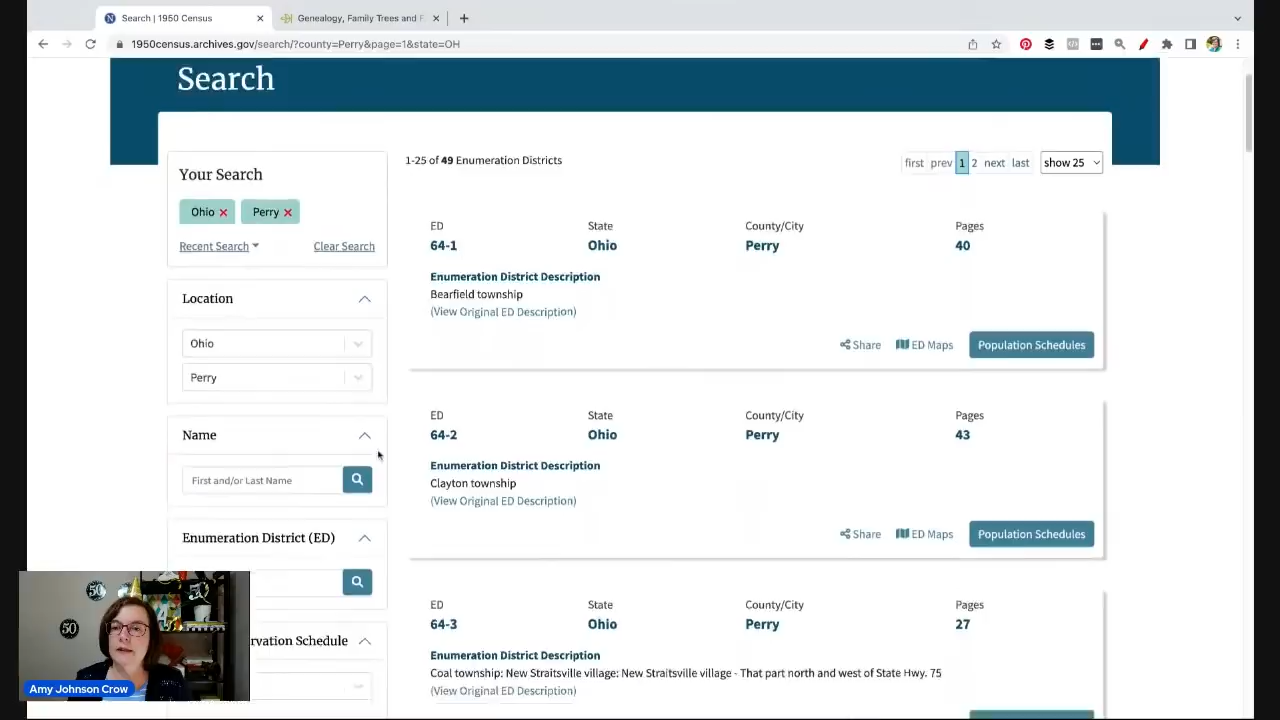 Search | 1950 Census
Genealogy, Family Trees and F
1950census.archives.gov/search/?county=Perry&page=1&state=OH
Search
Your Search
Ohio
Perry
Recent Search
Clear Search
Location
Ohio
Perry
Name
First and/or Last Name
Enumeration District (ED)
rvation Schedule
1-25 of 49 Enumeration Districts
first prev 1 2 next last
show 25
ED State County/City Pages
64-1 Ohio Perry 40
Enumeration District Description
Bearfield township
(View Original ED Description)
Share ED Maps Population Schedules
ED State County/City Pages
64-2 Ohio Perry 43
Enumeration District Description
Clayton township
(View Original ED Description)
Share ED Maps Population Schedules
ED State County/City Pages
64-3 Ohio Perry 27
Enumeration District Description
Coal township: New Straitsville village: New Straitsville village - That part north and west of State Hwy. 75
(View Original ED Description)
50
50
50
Amy Johnson Crow